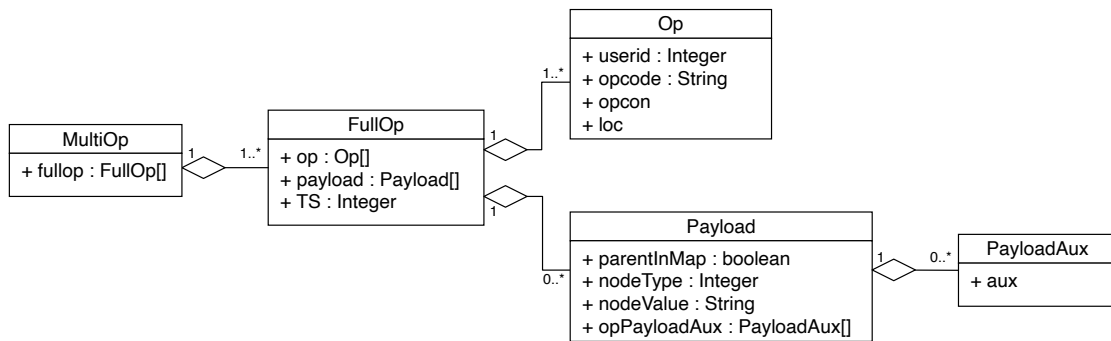 Op
+ userid : Integer
+ opcode : String
+ opcon
+ loc
1..*
FullOp
+ op : Op[]
+ payload : Payload[]
+ TS : Integer
1
1
MultiOp
+ fullop : FullOp[]
1
1..*
Payload
+ parentInMap : boolean
+ nodeType : Integer
+ nodeValue : String
+ opPayloadAux : PayloadAux[]
0..*
1
0..*
PayloadAux
+ aux